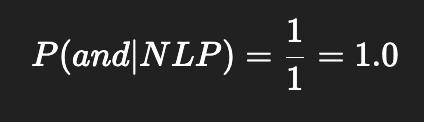 P(and|NLP) = 1/1 = 1.0